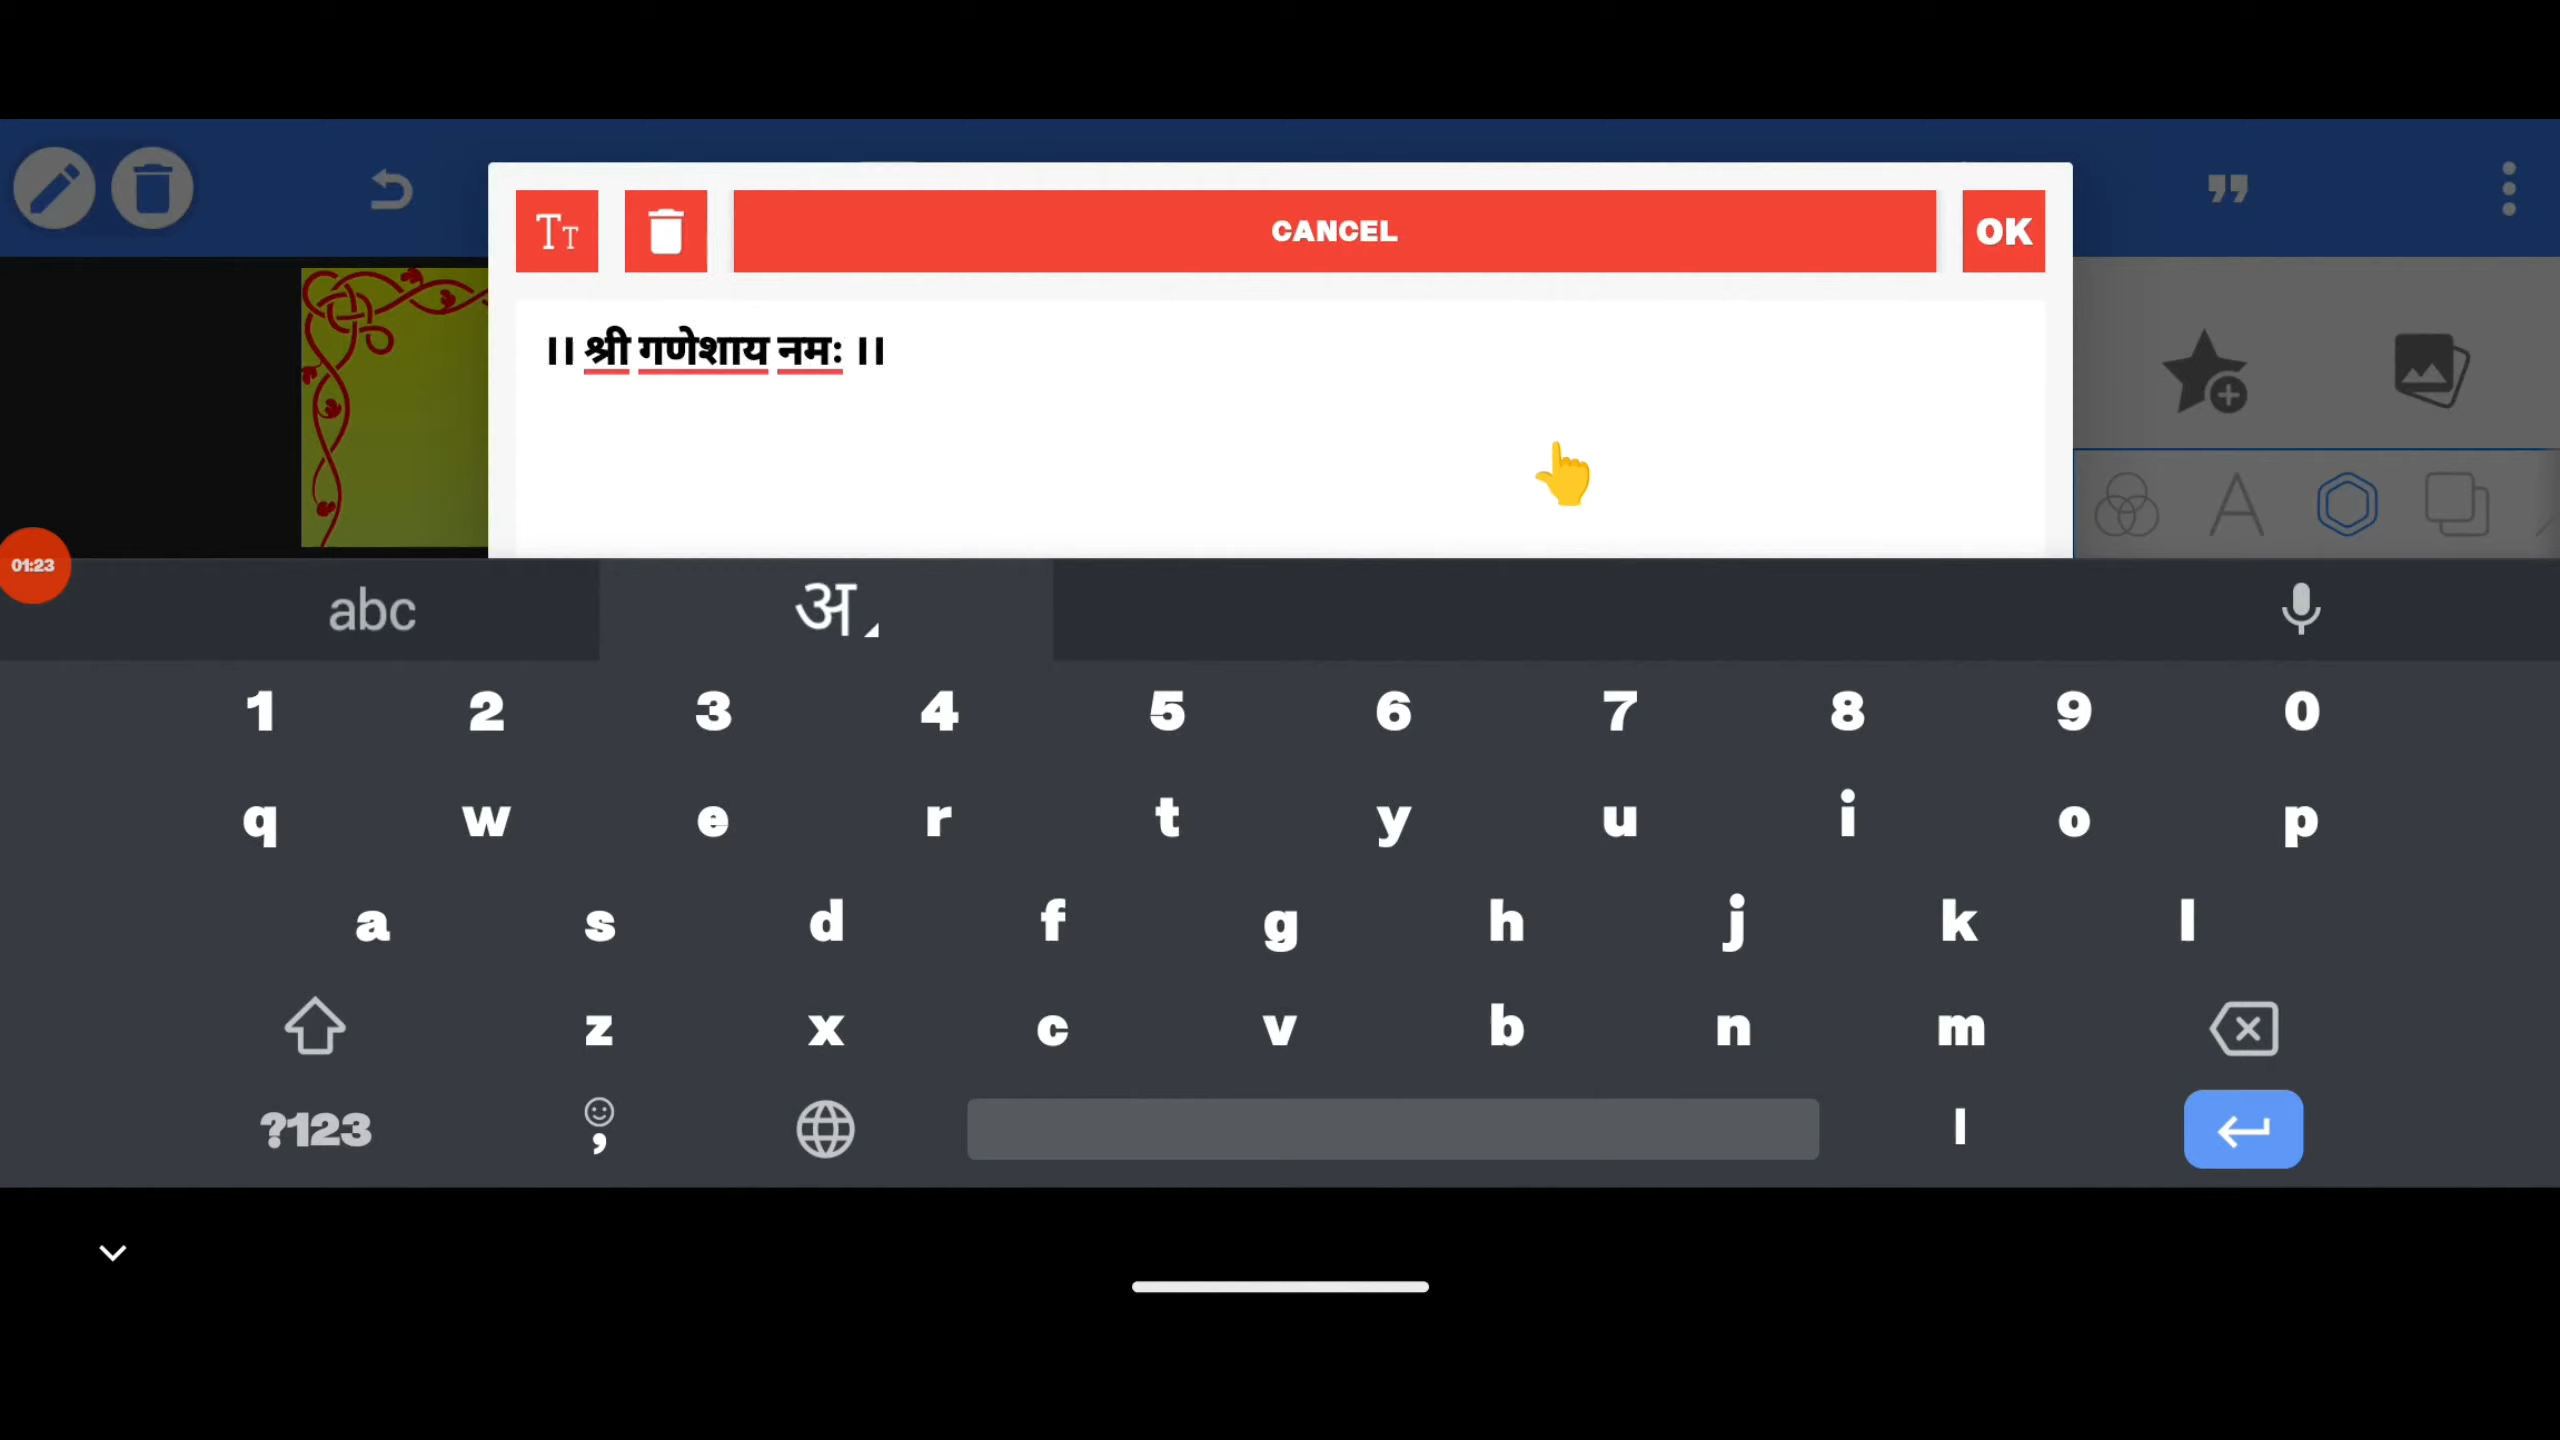 CANCEL
OK
।। श्री गणेशाय नमः ।।
01:23
abc अ
1 2 3 4 5 6 7 8 9 0
q w e r t y u i o p
a s d f g h j k l
z x c v b n m
?123 , ।